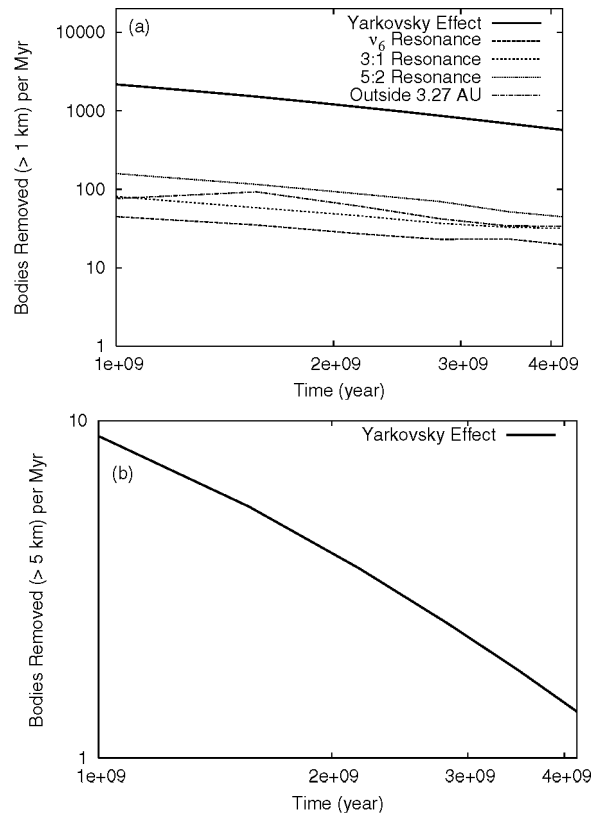 (a)
Yarkovsky Effect
ν6 Resonance
3:1 Resonance
5:2 Resonance
Outside 3.27 AU
10000
1000
100
10
1
Bodies Removed (> 1 km) per Myr
1e+09
2e+09
3e+09
4e+09
Time (year)
Yarkovsky Effect
(b)
10
1
Bodies Removed (> 5 km) per Myr
1e+09
2e+09
3e+09
4e+09
Time (year)